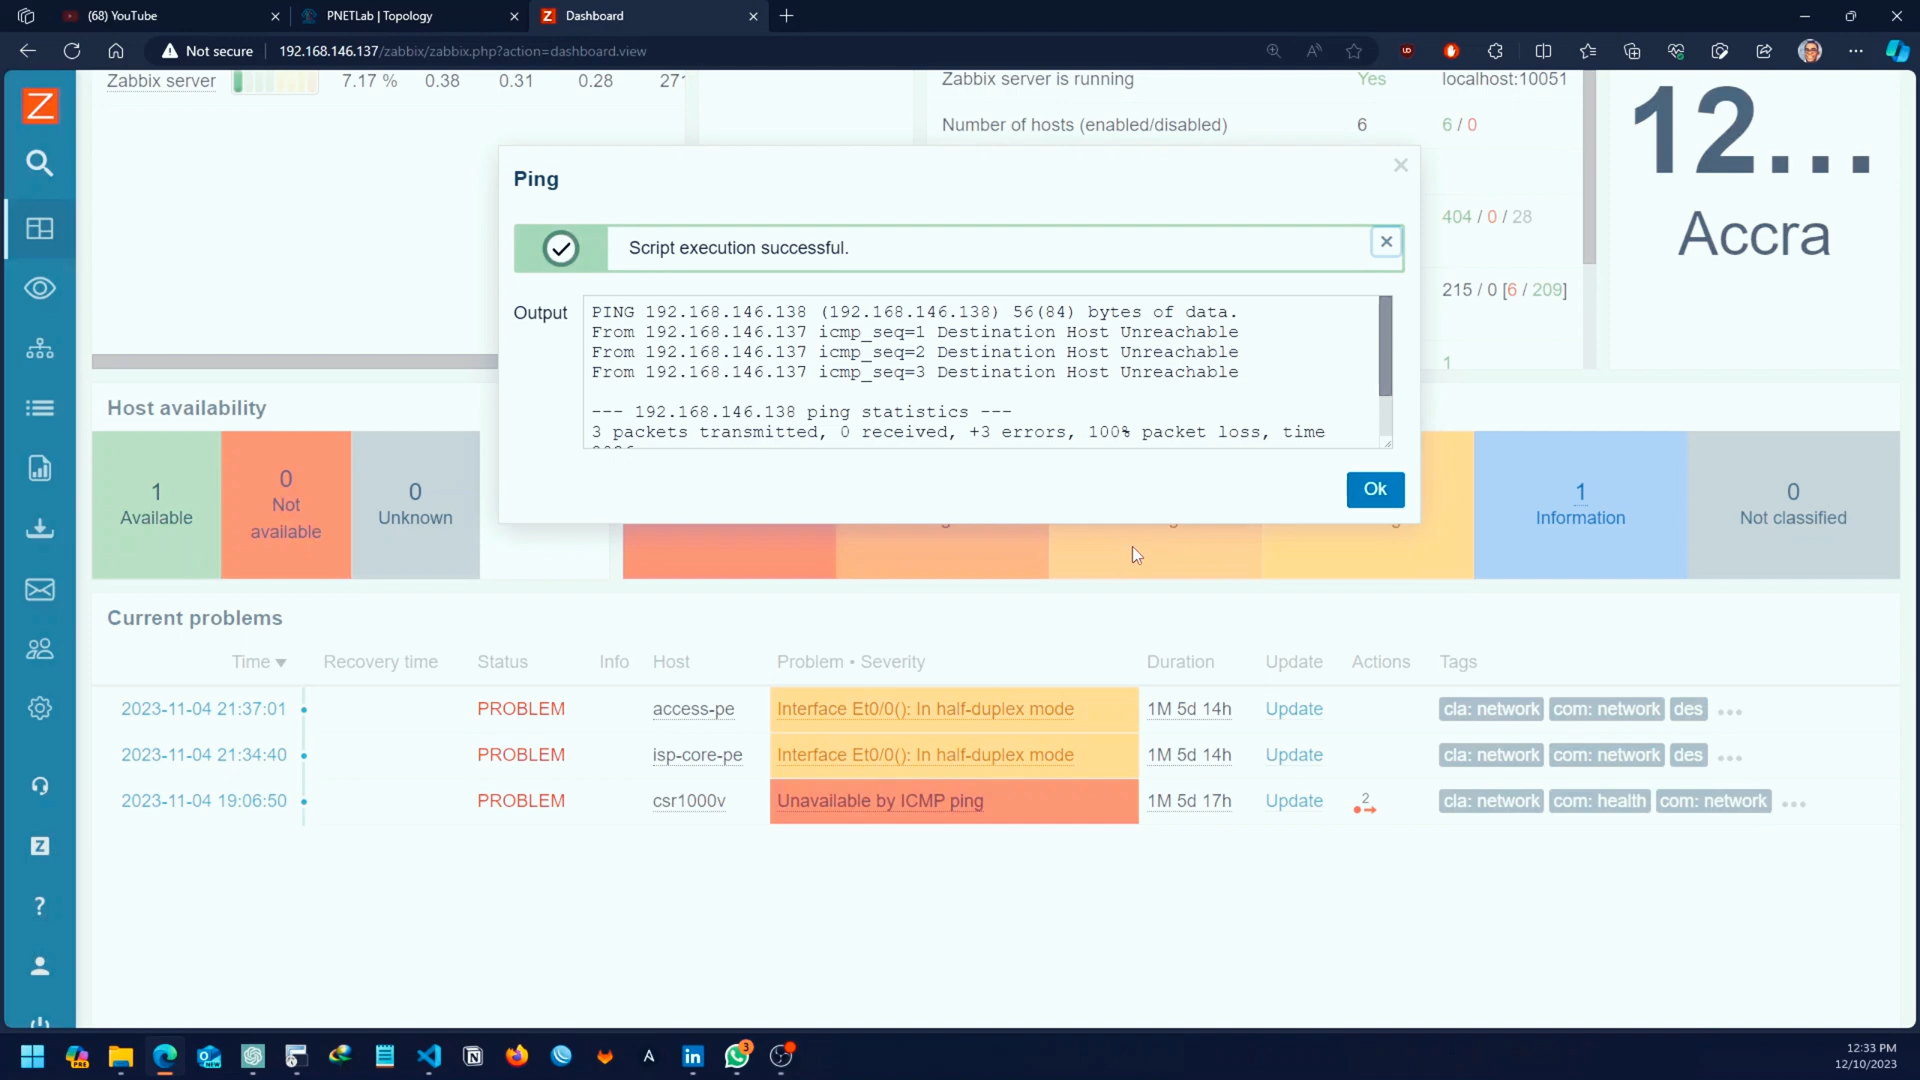 (68) YouTube
PNETLab | Topology
Dashboard
Not secure
192.168.146.137/zabbix/zabbix.php?action=dashboard.view
Zabbix server 7.17 % 0.38 0.31 0.28
Zabbix server is running Yes localhost:10051
Number of hosts (enabled/disabled) 6 6 / 0
404 / 0 / 28
215 / 0 [6 / 209]
1
12...
Accra
Ping
Script execution successful.
Output
PING 192.168.146.138 (192.168.146.138) 56(84) bytes of data.
From 192.168.146.137 icmp_seq=1 Destination Host Unreachable
From 192.168.146.137 icmp_seq=2 Destination Host Unreachable
From 192.168.146.137 icmp_seq=3 Destination Host Unreachable
--- 192.168.146.138 ping statistics ---
3 packets transmitted, 0 received, +3 errors, 100% packet loss, time
Ok
Host availability
1
Available
0
Not
available
0
Unknown
1
Information
0
Not classified
Current problems
Time Recovery time Status Info Host Problem • Severity Duration Update Actions Tags
2023-11-04 21:37:01 PROBLEM access-pe Interface Et0/0(): In half-duplex mode 1M 5d 14h Update cla: network com: network des ...
2023-11-04 21:34:40 PROBLEM isp-core-pe Interface Et0/0(): In half-duplex mode 1M 5d 14h Update cla: network com: network des ...
2023-11-04 19:06:50 PROBLEM csr1000v Unavailable by ICMP ping 1M 5d 17h Update 2 cla: network com: health com: network ...
12:33 PM
12/10/2023